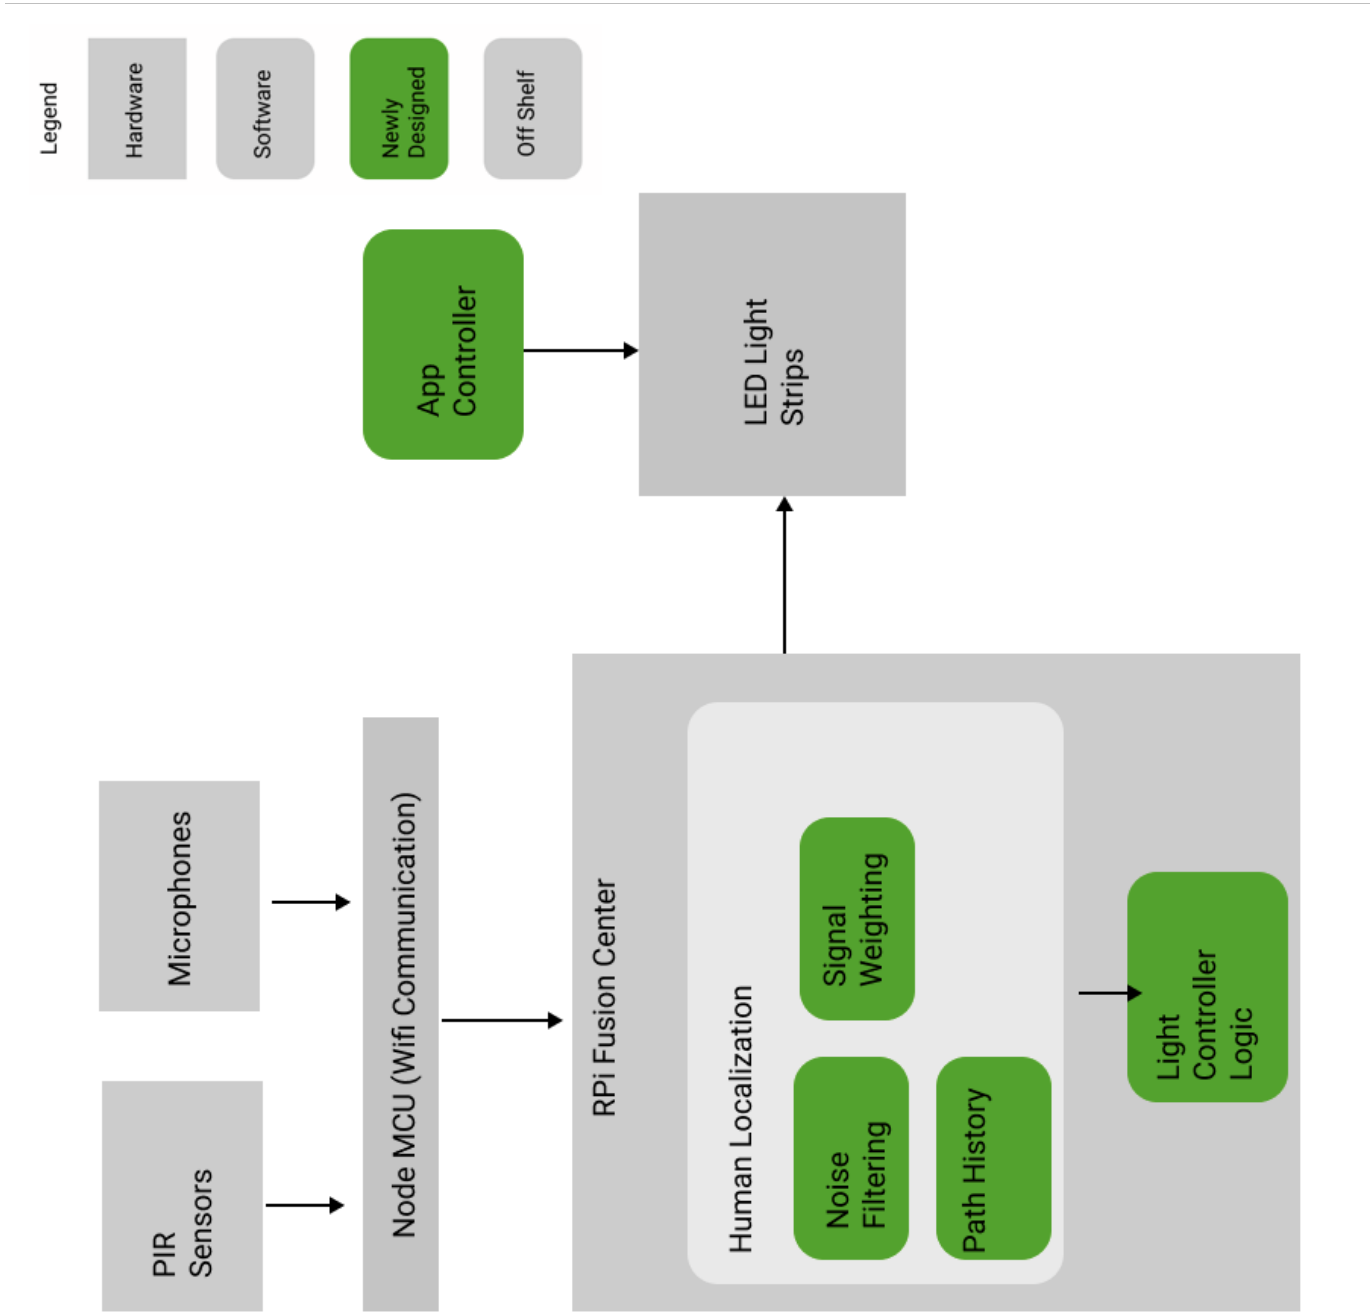 Legend
Hardware
Software
Newly
Designed
Off Shelf
App
Controller
LED Light
Strips
Microphones
PIR
Sensors
Node MCU (Wifi Communication)
RPi Fusion Center
Human Localization
Signal
Weighting
Noise
Filtering
Path History
Light
Controller
Logic